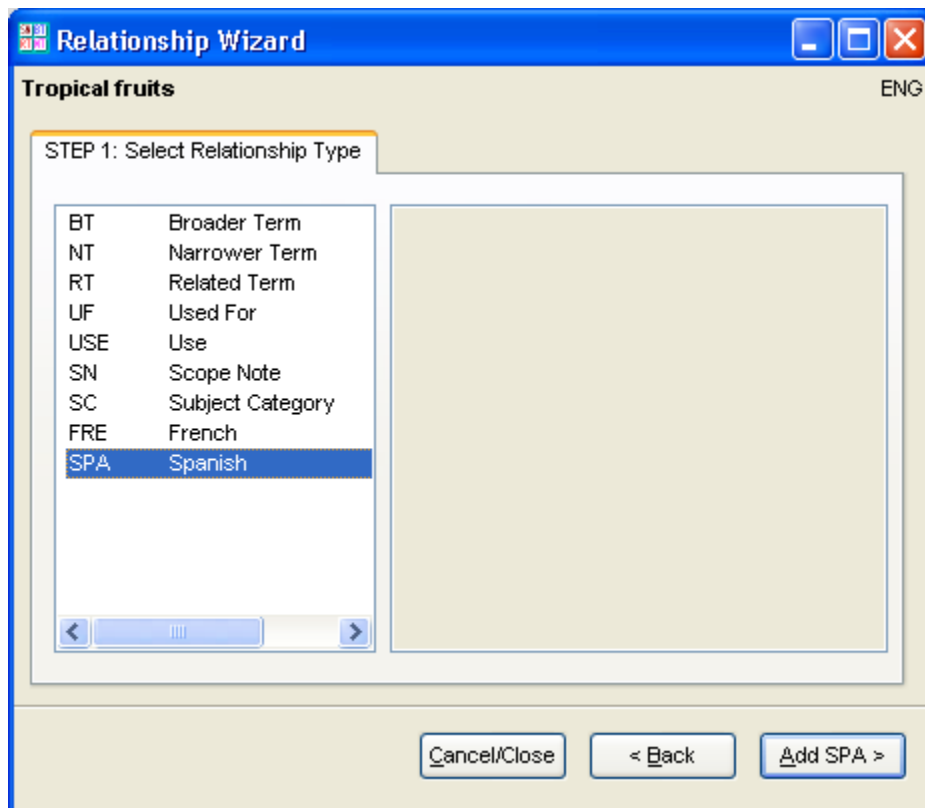 Relationship Wizard
Tropical fruits ENG
STEP 1: Select Relationship Type
BT Broader Term
NT Narrower Term
RT Related Term
UF Used For
USE Use
SN Scope Note
SC Subject Category
FRE French
SPA Spanish
Cancel/Close < Back Add SPA >